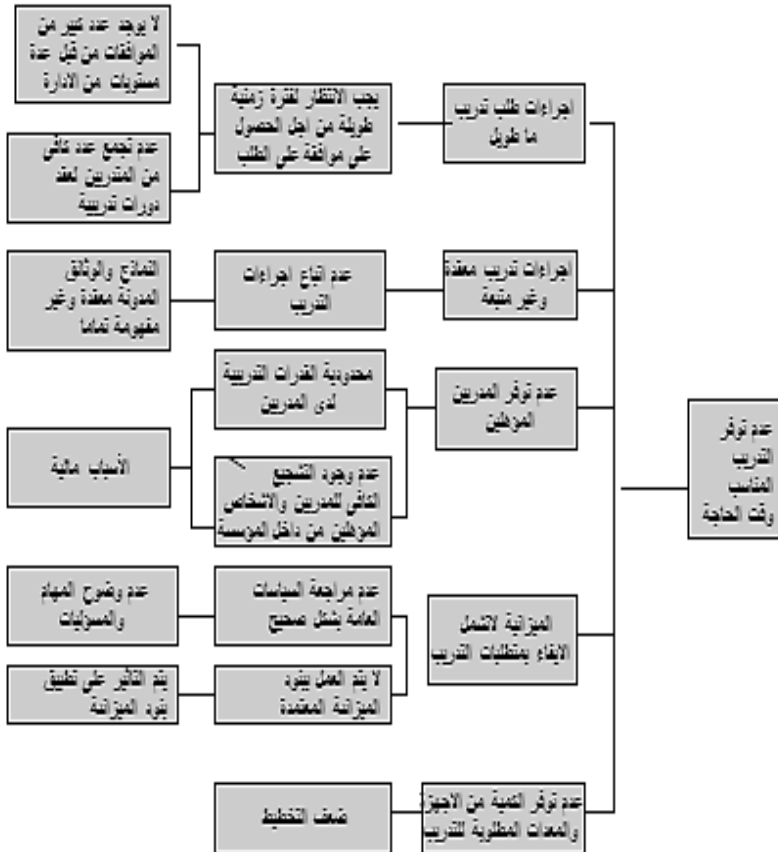 عدم توفر
التدريب
المناسب
وقت الحاجة
اجراءات طلب تدريب
ما طويل
يجب الانتظار لفترة زمنية
طويلة من اجل الحصول
على موافقة على الطلب
لا يوجد عدد كبير من
الموافقات من قبل عدة
مستويات من الادارة
عدم تجمع عدد كافي
من المتدربين لعقد
دورات تدريبية
اجراءات تدريب معقدة
وغير متبعة
عدم اتباع اجراءات
التدريب
النماذج والوثائق
المدونة معقدة وغير
مفهومة تماما
عدم توفر المدربين
المؤهلين
محدودية القدرات التدريبية
لدى المدربين
عدم وجود التشجيع
الكافي للمدربين والاشخاص
المؤهلين من داخل المؤسسة
الأسباب مالية
الميزانية لاتشمل
الايفاء بمتطلبات التدريب
عدم مراجعة السياسات
العامة بشكل صحيح
عدم وضوح المهام
والمسؤليات
لا يتم العمل ببنود
الميزانية المعتمدة
يتم التاثير على تطبيق
بنود الميزانية
عدم توفر الكمية من الاجهزة
والمعدات المطلوبة للتدريب
ضعف التخطيط